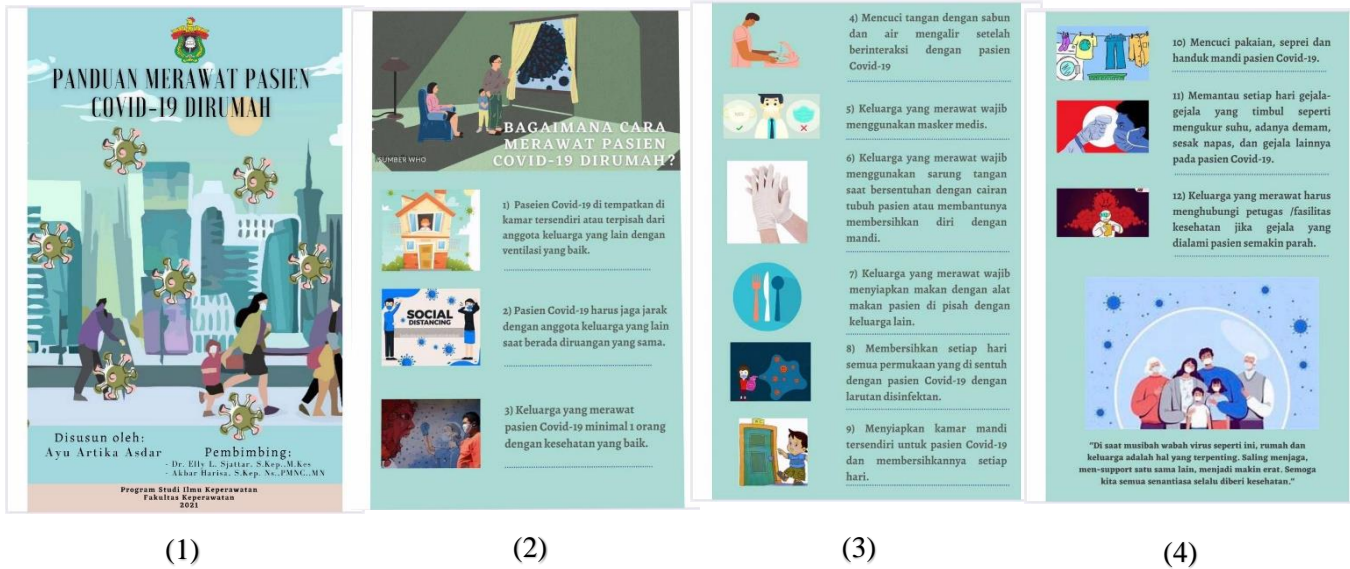 PANDUAN MERAWAT PASIEN
COVID-19 DIRUMAH
Disusun oleh:
Ayu Artika Asdar
Pembimbing:
- Dr. Elly L. Sjattar, S.Kep.,M.Kes
- Akbar Harisa, S.Kep. Ns.,PMNC.,MN
Program Studi Ilmu Keperawatan
Fakultas Keperawatan
2021
(1)
BAGAIMANA CARA
MERAWAT PASIEN
COVID-19 DIRUMAH?
SUMBER WHO
1) Paseien Covid-19 di tempatkan di
kamar tersendiri atau terpisah dari
anggota keluarga yang lain dengan
ventilasi yang baik.
SOCIAL
DISTANCING
2) Pasien Covid-19 harus jaga jarak
dengan anggota keluarga yang lain
saat berada diruangan yang sama.
3) Keluarga yang merawat
pasien Covid-19 minimal 1 orang
dengan kesehatan yang baik.
(2)
4) Mencuci tangan dengan sabun
dan air mengalir setelah
berinteraksi dengan pasien
Covid-19
5) Keluarga yang merawat wajib
menggunakan masker medis.
6) Keluarga yang merawat wajib
menggunakan sarung tangan
saat bersentuhan dengan cairan
tubuh pasien atau membantunya
membersihkan diri dengan
mandi.
7) Keluarga yang merawat wajib
menyiapkan makan dengan alat
makan pasien di pisah dengan
keluarga lain.
8) Membersihkan setiap hari
semua permukaan yang di sentuh
dengan pasien Covid-19 dengan
larutan disinfektan.
9) Menyiapkan kamar mandi
tersendiri untuk pasien Covid-19
dan membersihkannya setiap
hari.
(3)
10) Mencuci pakaian, seprei dan
handuk mandi pasien Covid-19.
11) Memantau setiap hari gejala-
gejala yang timbul seperti
mengukur suhu, adanya demam,
sesak napas, dan gejala lainnya
pada pasien Covid-19.
12) Keluarga yang merawat harus
menghubungi petugas /fasilitas
kesehatan jika gejala yang
dialami pasien semakin parah.
"Di saat musibah wabah virus seperti ini, rumah dan
keluarga adalah hal yang terpenting. Saling menjaga,
men-support satu sama lain, menjadi makin erat. Semoga
kita semua senantiasa selalu diberi kesehatan."
(4)